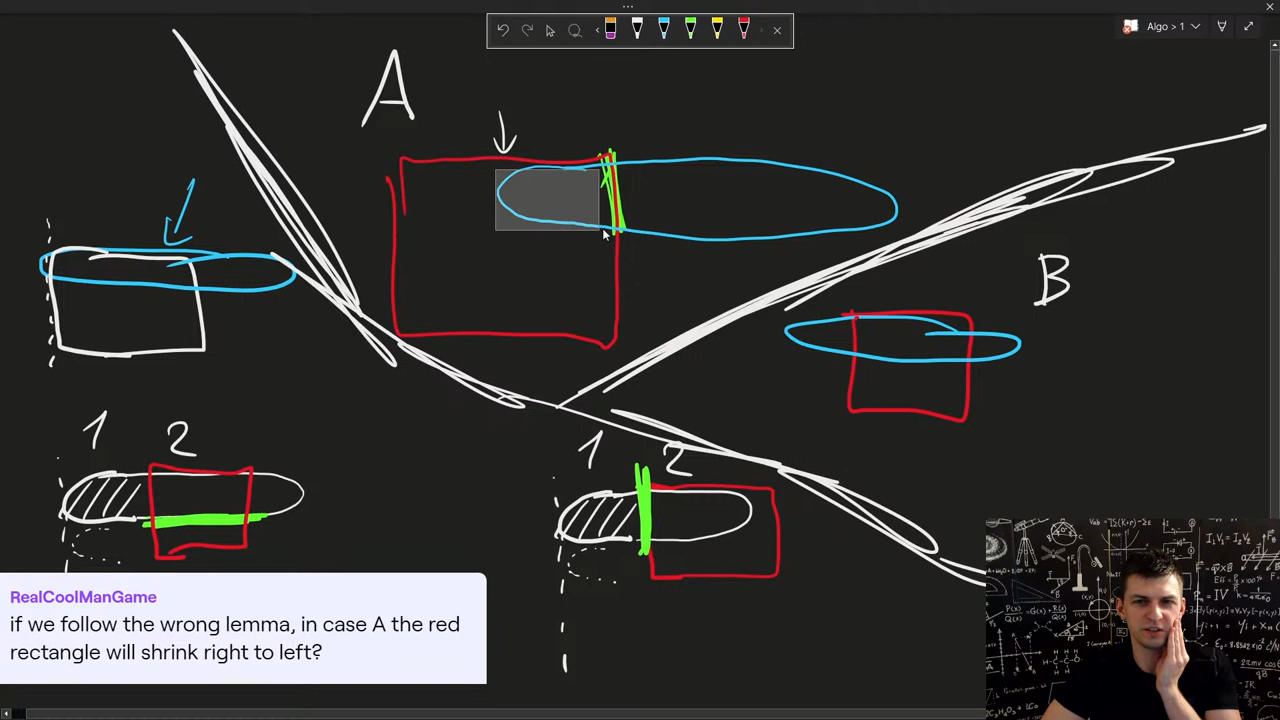 Algo > 1
A
B
1
2
1
2
RealCoolManGame
if we follow the wrong lemma, in case A the red
rectangle will shrink right to left?